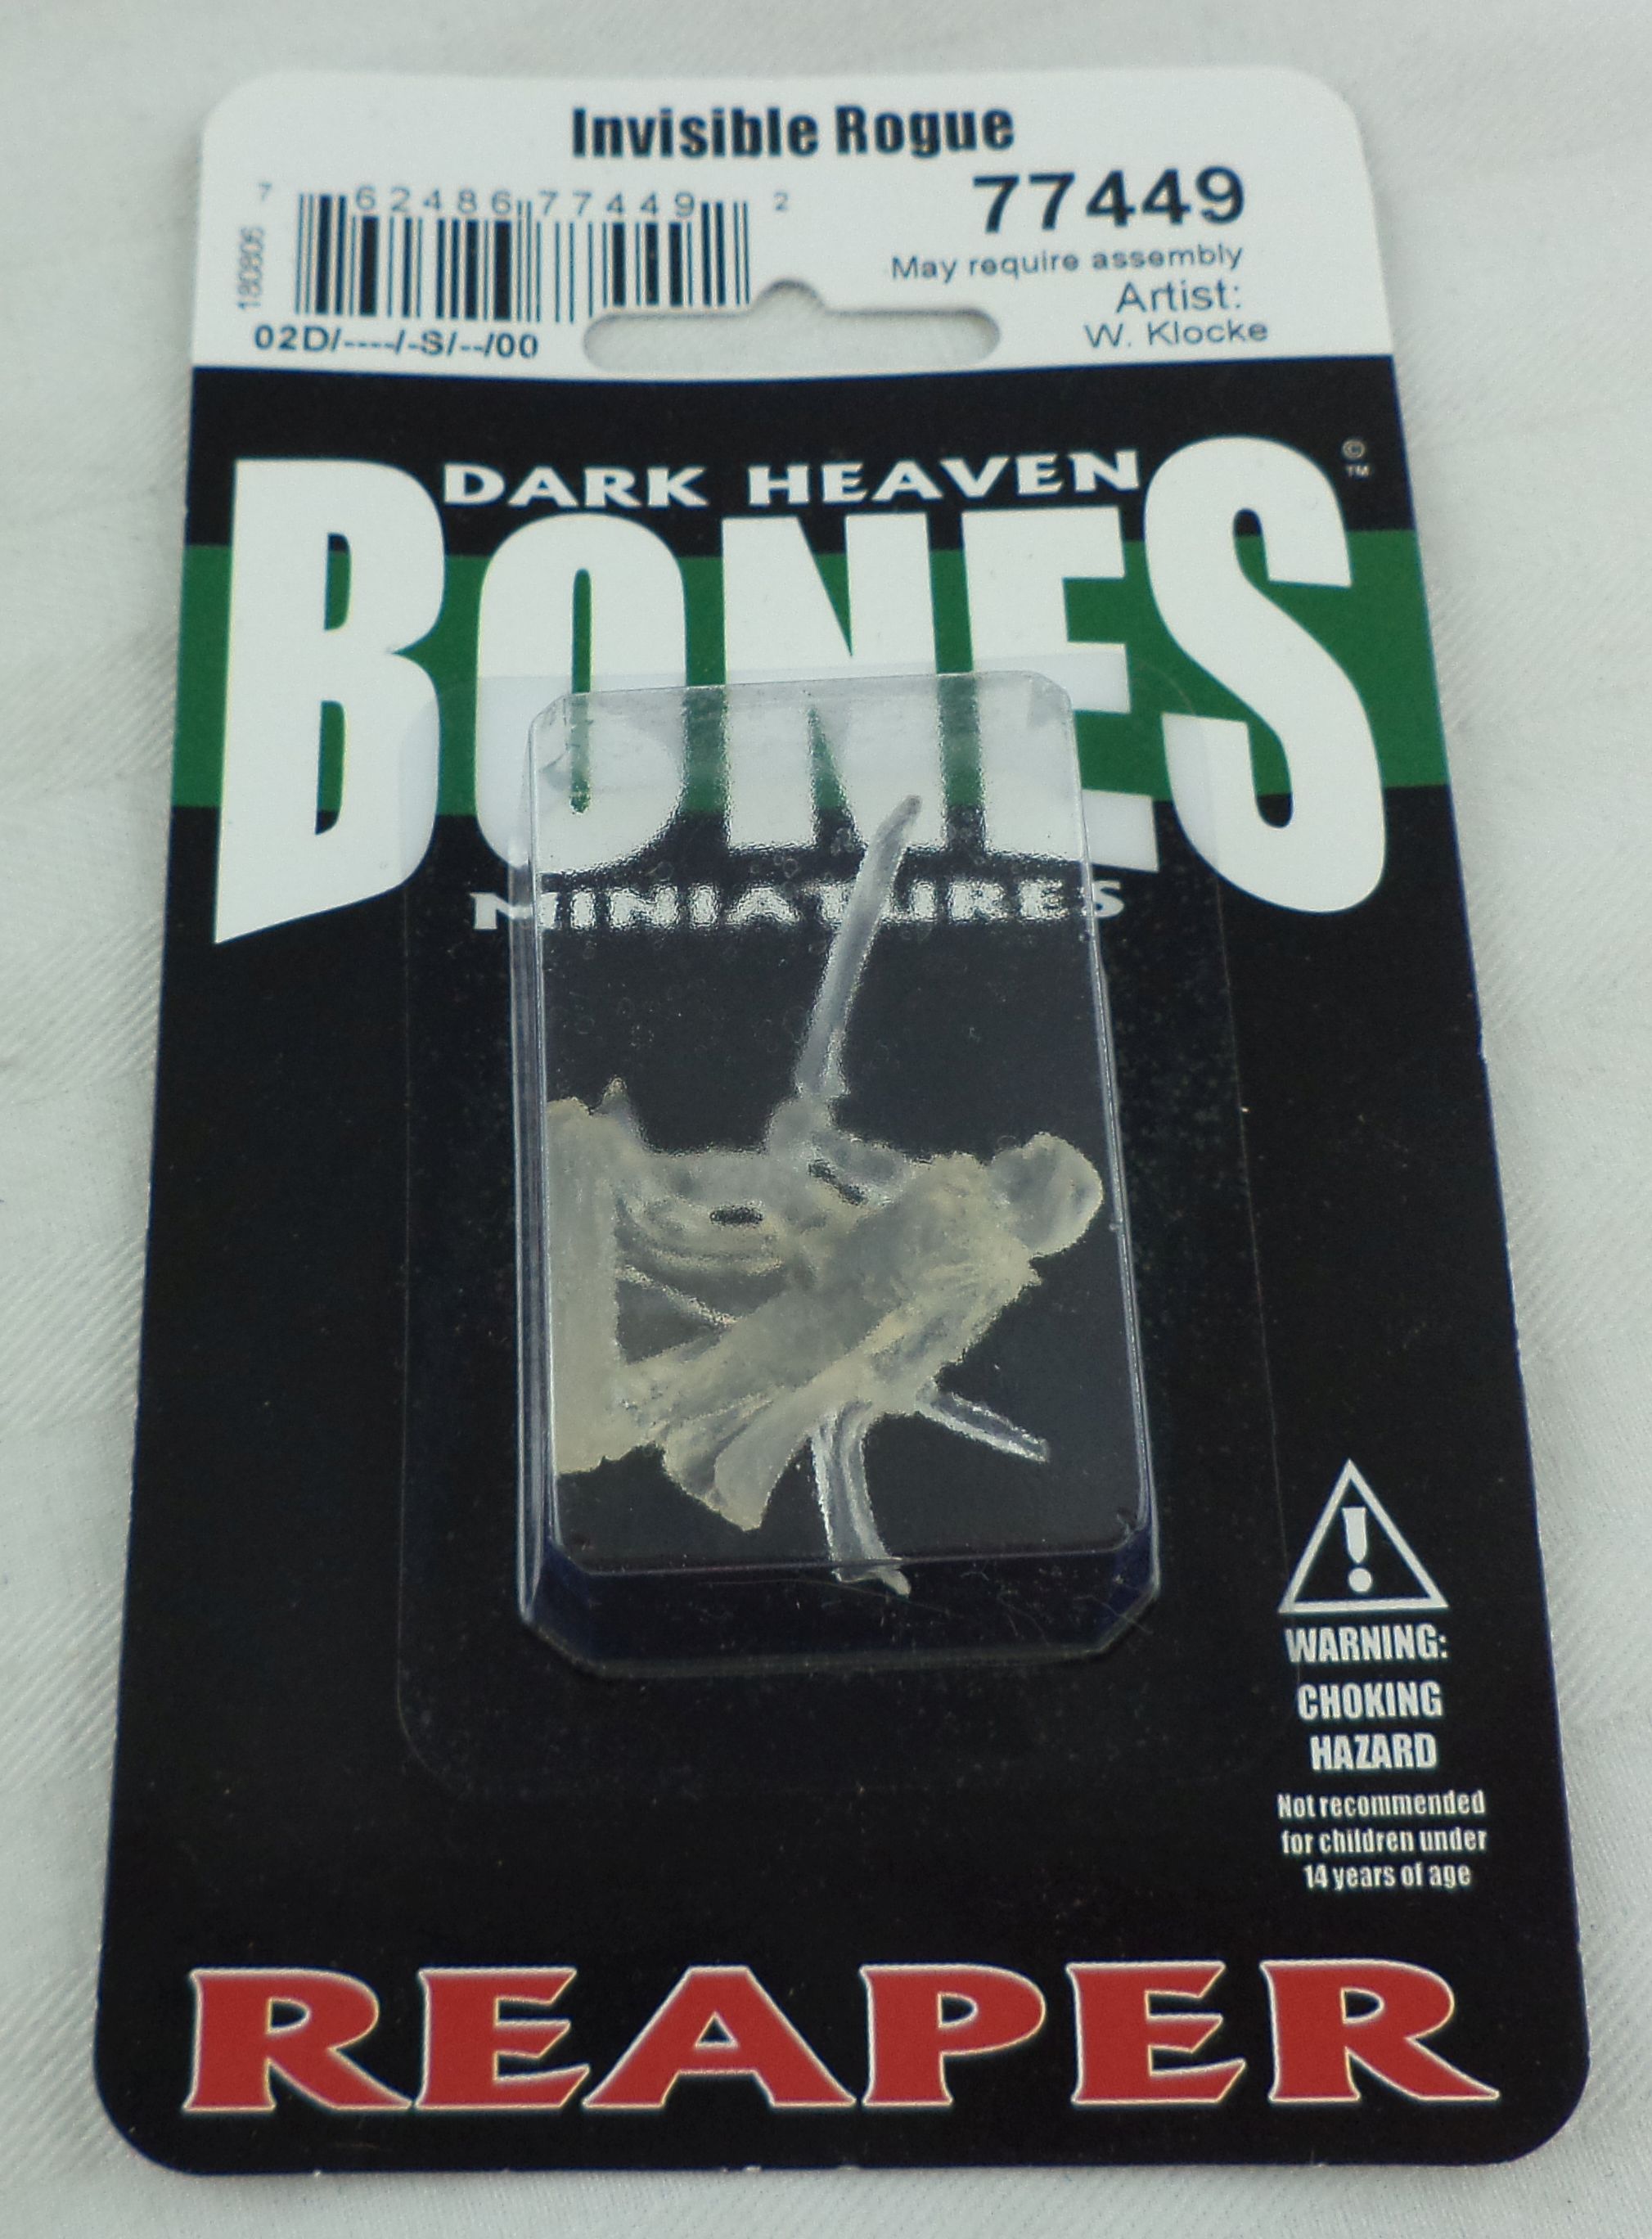 Invisible Rogue
7 62486 77449 2
180806
77449
May require assembly
Artist:
W. Klocke
02D/----/-S/--/00
DARK HEAVEN
BONES
© TM
MINIATURES
WARNING:
CHOKING
HAZARD
Not recommended
for children under
14 years of age
REAPER